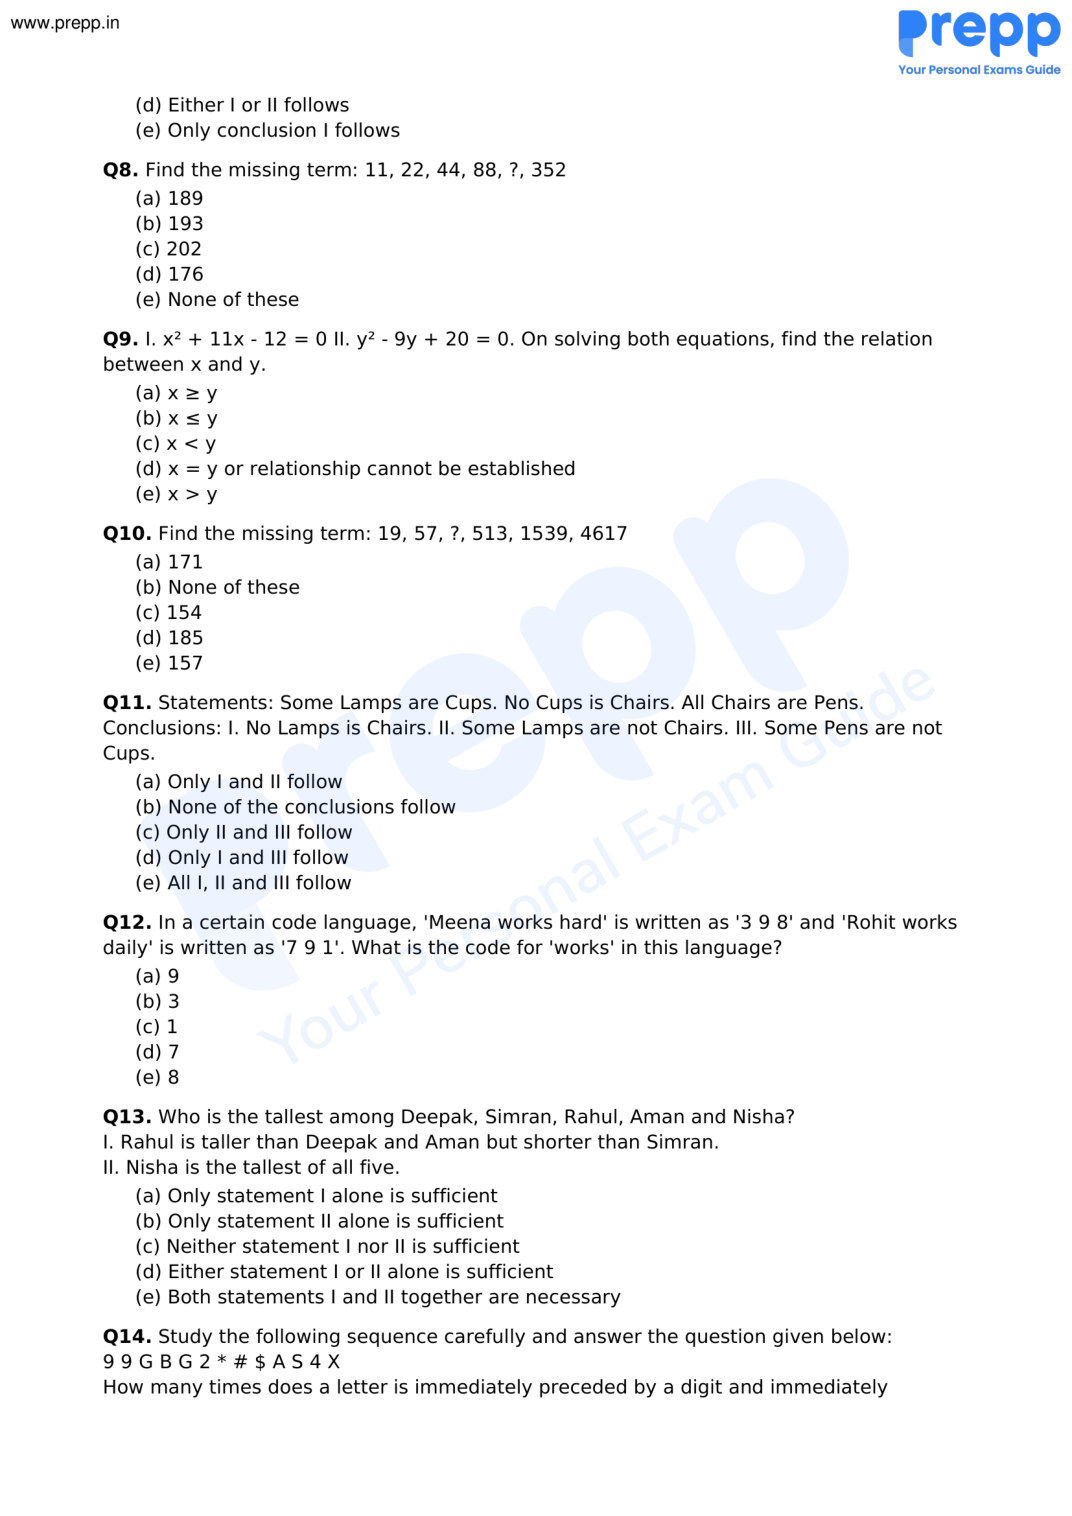 www.prepp.in
prepp
Your Personal Exams Guide
(d) Either I or II follows
(e) Only conclusion I follows
Q8. Find the missing term: 11, 22, 44, 88, ?, 352
(a) 189
(b) 193
(c) 202
(d) 176
(e) None of these
Q9. I. x² + 11x - 12 = 0 II. y² - 9y + 20 = 0. On solving both equations, find the relation
between x and y.
(a) x ≥ y
(b) x ≤ y
(c) x < y
(d) x = y or relationship cannot be established
(e) x > y
Q10. Find the missing term: 19, 57, ?, 513, 1539, 4617
(a) 171
(b) None of these
(c) 154
(d) 185
(e) 157
Q11. Statements: Some Lamps are Cups. No Cups is Chairs. All Chairs are Pens.
Conclusions: I. No Lamps is Chairs. II. Some Lamps are not Chairs. III. Some Pens are not
Cups.
(a) Only I and II follow
(b) None of the conclusions follow
(c) Only II and III follow
(d) Only I and III follow
(e) All I, II and III follow
Q12. In a certain code language, 'Meena works hard' is written as '3 9 8' and 'Rohit works
daily' is written as '7 9 1'. What is the code for 'works' in this language?
(a) 9
(b) 3
(c) 1
(d) 7
(e) 8
Q13. Who is the tallest among Deepak, Simran, Rahul, Aman and Nisha?
I. Rahul is taller than Deepak and Aman but shorter than Simran.
II. Nisha is the tallest of all five.
(a) Only statement I alone is sufficient
(b) Only statement II alone is sufficient
(c) Neither statement I nor II is sufficient
(d) Either statement I or II alone is sufficient
(e) Both statements I and II together are necessary
Q14. Study the following sequence carefully and answer the question given below:
9 9 G B G 2 * # $ A S 4 X
How many times does a letter is immediately preceded by a digit and immediately
prepp
Your Personal Exam Guide